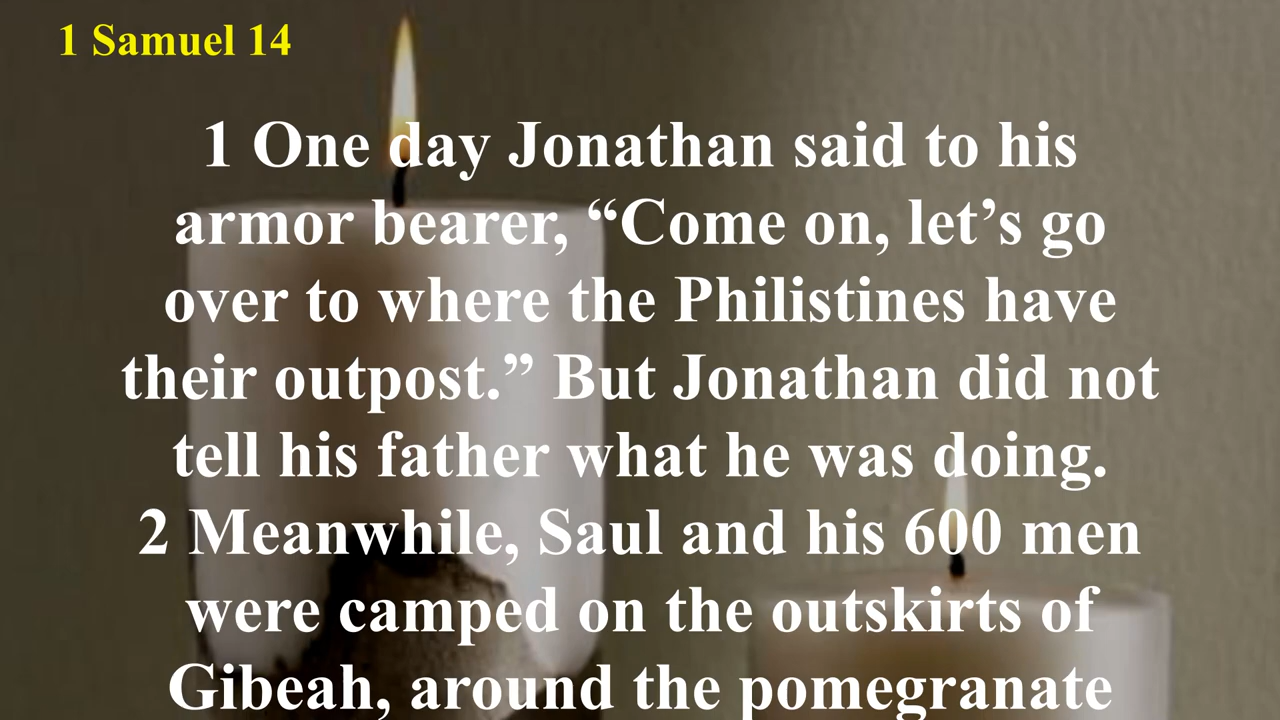 1 Samuel 14
1 One day Jonathan said to his
armor bearer, “Come on, let’s go
over to where the Philistines have
their outpost.” But Jonathan did not
tell his father what he was doing.
2 Meanwhile, Saul and his 600 men
were camped on the outskirts of
Gibeah, around the pomegranate